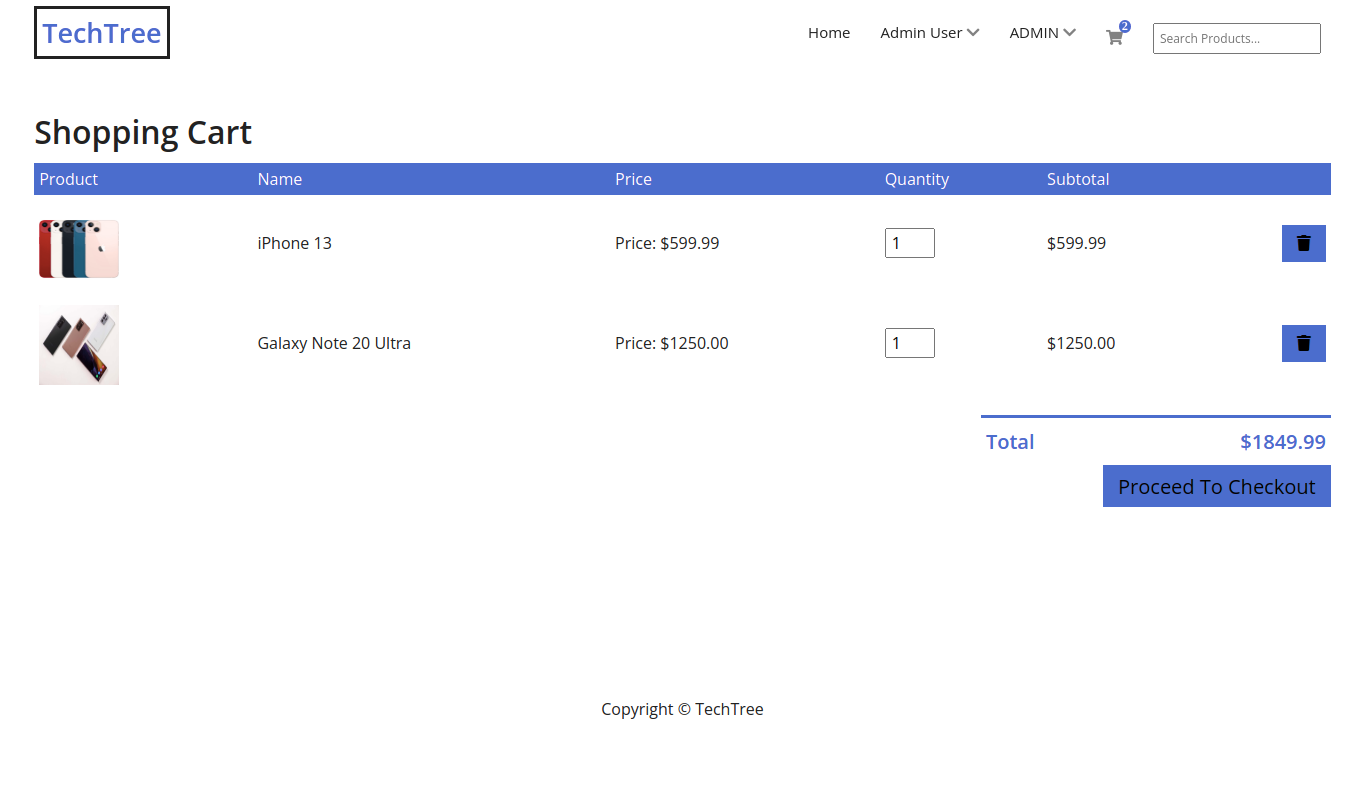 TechTree
Home Admin User ADMIN 2 Search Products...
Shopping Cart
Product Name Price Quantity Subtotal
iPhone 13 Price: $599.99 1 $599.99
Galaxy Note 20 Ultra Price: $1250.00 1 $1250.00
Total $1849.99
Proceed To Checkout
Copyright © TechTree